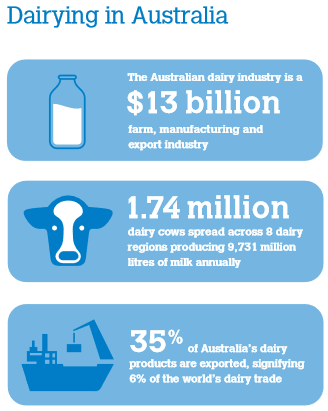 Dairying in Australia
The Australian dairy industry is a
$13 billion
farm, manufacturing and
export industry
1.74 million
dairy cows spread across 8 dairy
regions producing 9,731 million
litres of milk annually
35% of Australia's dairy
products are exported, signifying
6% of the world's dairy trade